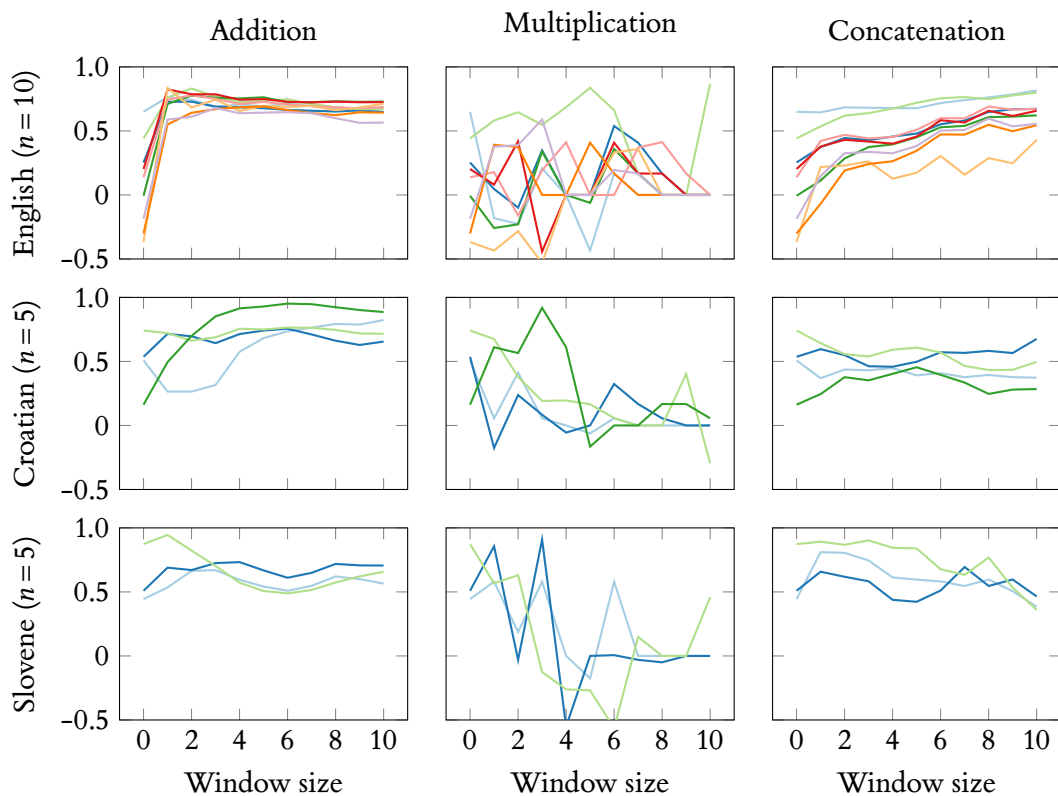 Addition
Multiplication
Concatenation
English (n = 10)
1.0
0.5
0
−0.5
Croatian (n = 5)
1.0
0.5
0
−0.5
Slovene (n = 5)
1.0
0.5
0
−0.5
0 2 4 6 8 10
0 2 4 6 8 10
0 2 4 6 8 10
Window size
Window size
Window size